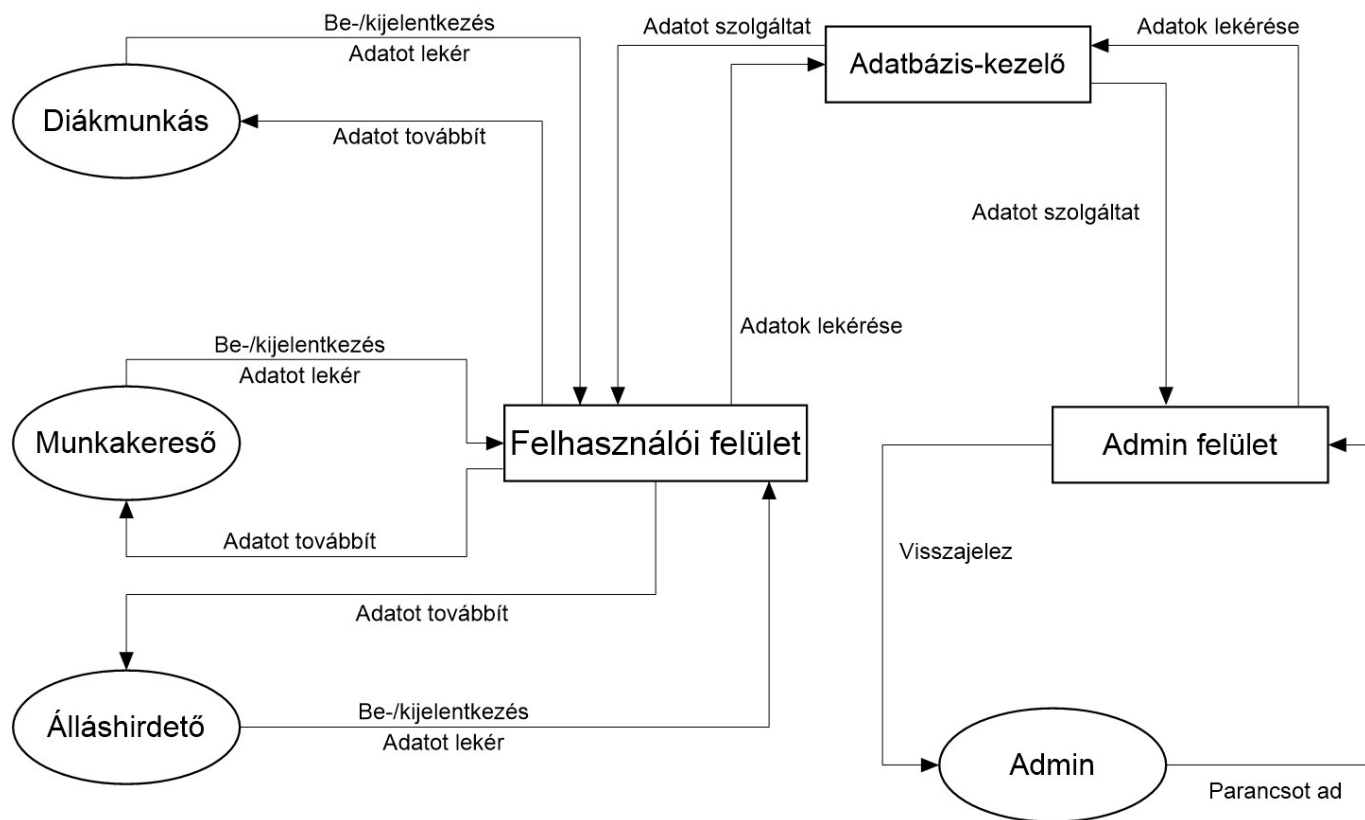 Be-/kijelentkezés
Adatot lekér
Diákmunkás
Adatot továbbít
Adatot szolgáltat
Adatbázis-kezelő
Adatok lekérése
Adatot szolgáltat
Adatok lekérése
Be-/kijelentkezés
Adatot lekér
Munkakereső
Adatot továbbít
Felhasználói felület
Admin felület
Visszajelez
Adatot továbbít
Álláshirdető
Be-/kijelentkezés
Adatot lekér
Admin
Parancsot ad